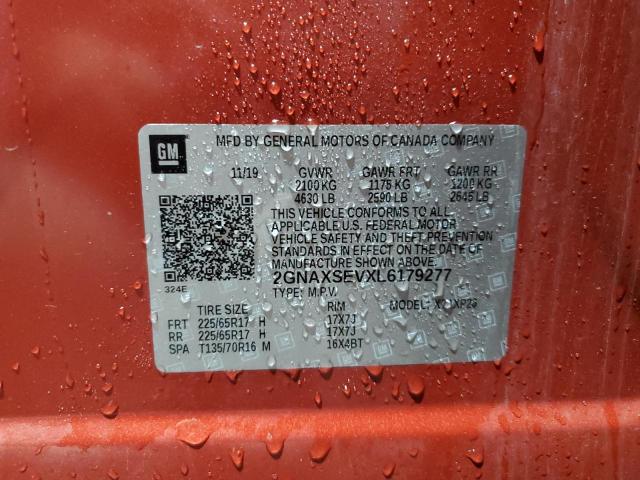 GM
MFD BY GENERAL MOTORS OF CANADA COMPANY
11/19 GVWR GAWR FRT GAWR RR
2100 KG 1175 KG 1200 KG
4630 LB 2590 LB 2645 LB
THIS VEHICLE CONFORMS TO ALL
APPLICABLE U.S. FEDERAL MOTOR
VEHICLE SAFETY AND THEFT PREVENTION
STANDARDS IN EFFECT ON THE DATE OF
MANUFACTURE SHOWN ABOVE.
2GNAXSEVXL6179277
324E
TYPE: M.P.V. MODEL:
TIRE SIZE RIM
FRT 225/65R17 H 17X7J
RR 225/65R17 H 17X7J
SPA T135/70R16 M 16X4BT